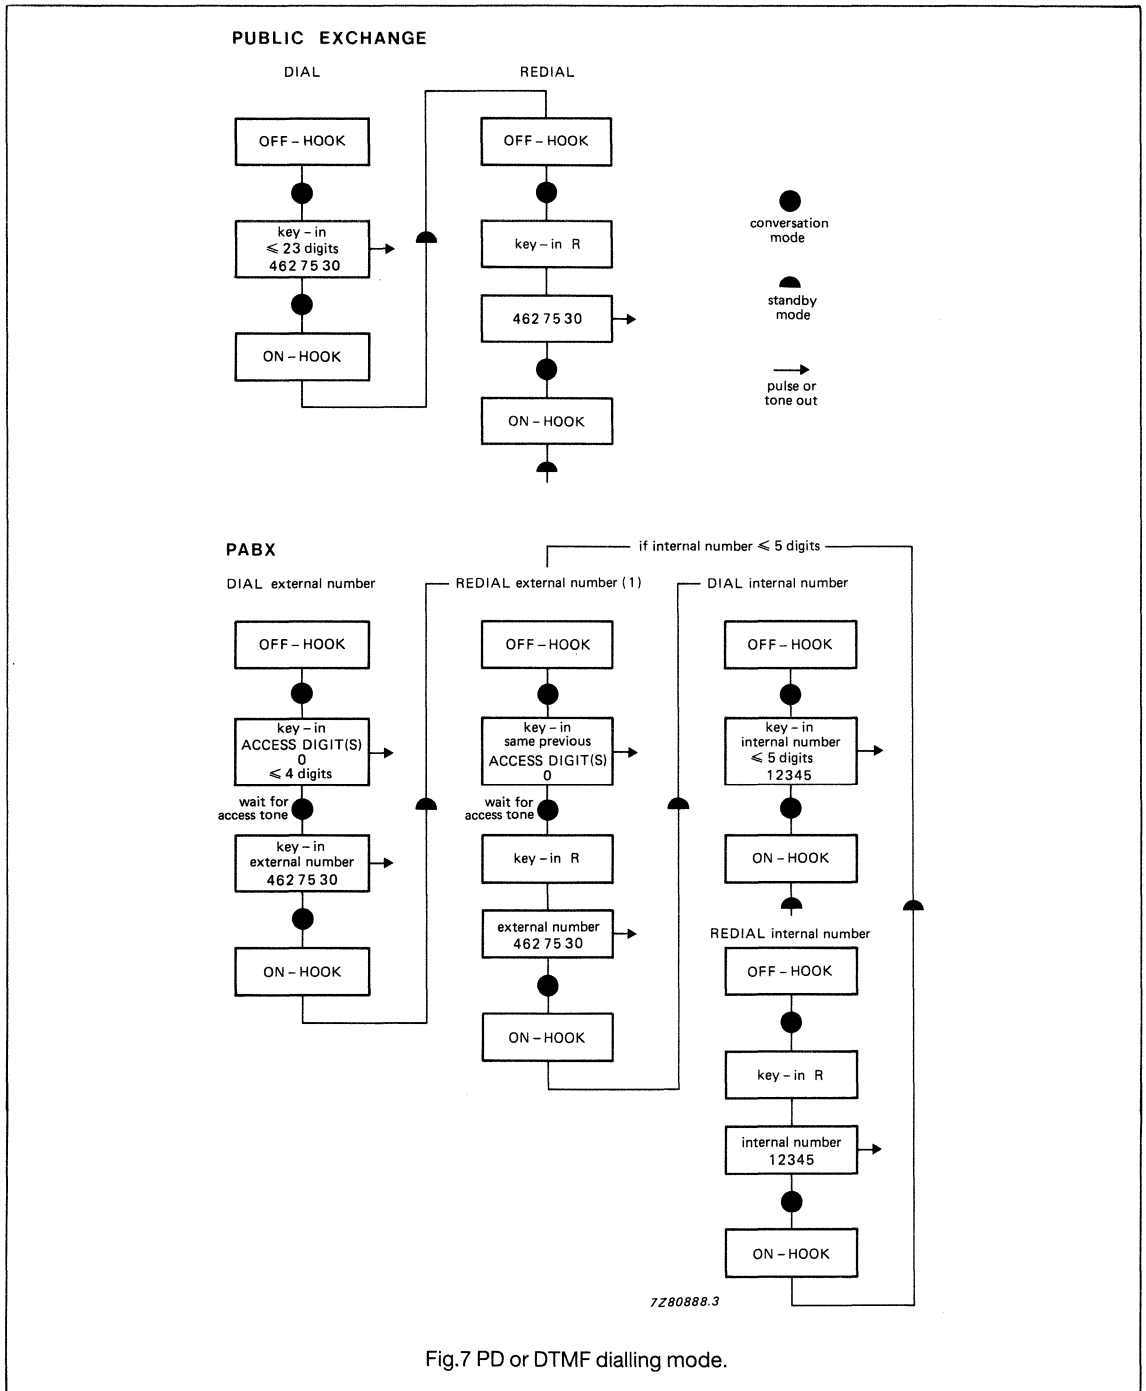 PUBLIC EXCHANGE
DIAL
OFF – HOOK
key – in
≤ 23 digits
462 75 30
ON – HOOK
REDIAL
OFF – HOOK
key – in R
462 75 30
ON – HOOK
conversation
mode
standby
mode
pulse or
tone out
PABX
if internal number ≤ 5 digits
DIAL external number
OFF – HOOK
key – in
ACCESS DIGIT(S)
0
≤ 4 digits
wait for
access tone
key – in
external number
462 75 30
ON – HOOK
REDIAL external number (1)
OFF – HOOK
key – in
same previous
ACCESS DIGIT(S)
0
wait for
access tone
key – in R
external number
462 75 30
ON – HOOK
DIAL internal number
OFF – HOOK
key – in
internal number
≤ 5 digits
12345
ON – HOOK
REDIAL internal number
OFF – HOOK
key – in R
internal number
12345
ON – HOOK
7Z80888.3
Fig.7 PD or DTMF dialling mode.